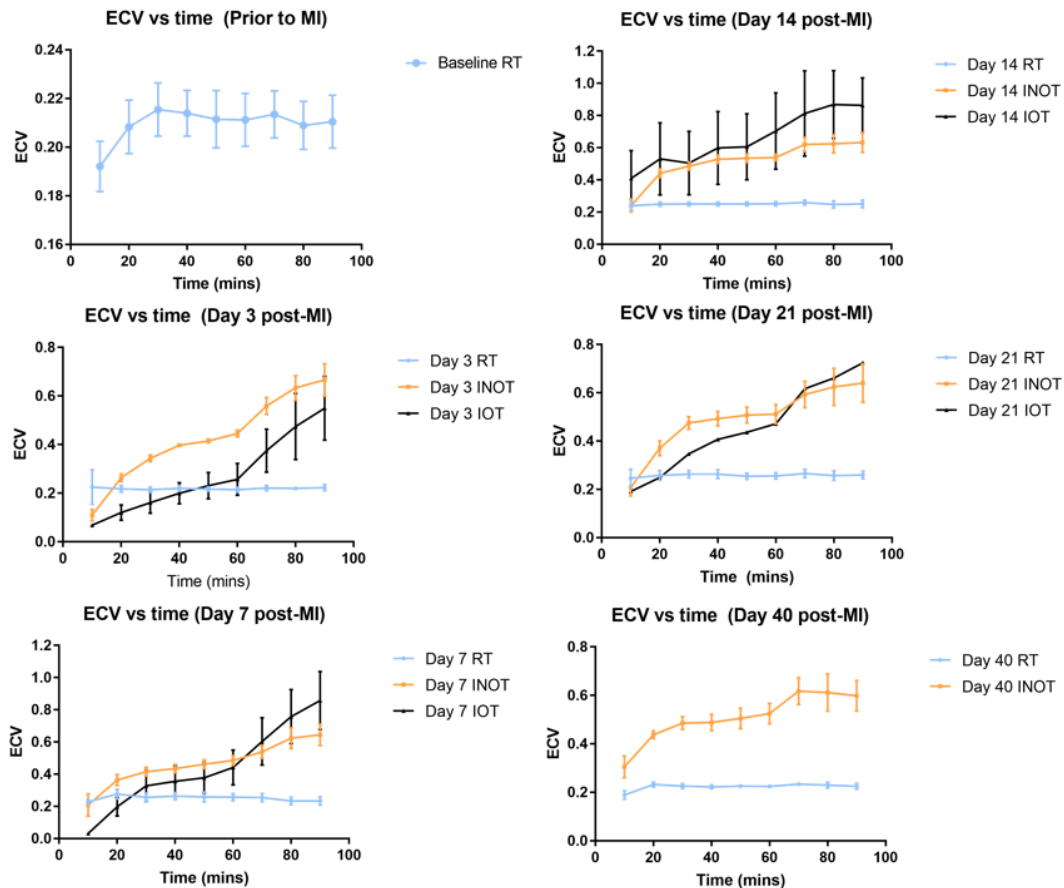 ECV vs time (Prior to MI)
0.24
0.22
0.20
0.18
0.16
ECV
0 20 40 60 80 100
Time (mins)
Baseline RT
ECV vs time (Day 14 post-MI)
1.2
1.0
0.8
0.6
0.4
0.2
0.0
ECV
0 20 40 60 80 100
Time (mins)
Day 14 RT
Day 14 INOT
Day 14 IOT
ECV vs time (Day 3 post-MI)
0.8
0.6
0.4
0.2
0.0
ECV
0 20 40 60 80 100
Time (mins)
Day 3 RT
Day 3 INOT
Day 3 IOT
ECV vs time (Day 21 post-MI)
0.8
0.6
0.4
0.2
0.0
ECV
0 20 40 60 80 100
Time (mins)
Day 21 RT
Day 21 INOT
Day 21 IOT
ECV vs time (Day 7 post-MI)
1.2
1.0
0.8
0.6
0.4
0.2
0.0
ECV
0 20 40 60 80 100
Time (mins)
Day 7 RT
Day 7 INOT
Day 7 IOT
ECV vs time (Day 40 post-MI)
0.8
0.6
0.4
0.2
0.0
ECV
0 20 40 60 80 100
Time (mins)
Day 40 RT
Day 40 INOT